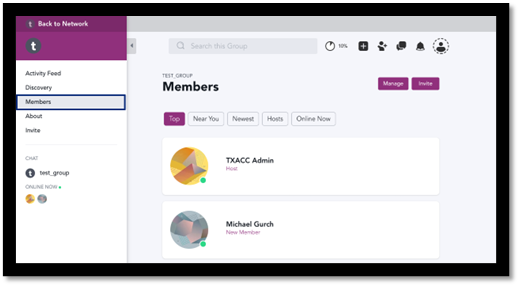 t Back to Network
t
Activity Feed
Discovery
Members
About
Invite
CHAT
t test_group
ONLINE NOW
Search this Group
10%
TEST_GROUP
Members
Manage Invite
Top Near You Newest Hosts Online Now
TXACC Admin
Host
Michael Gurch
New Member